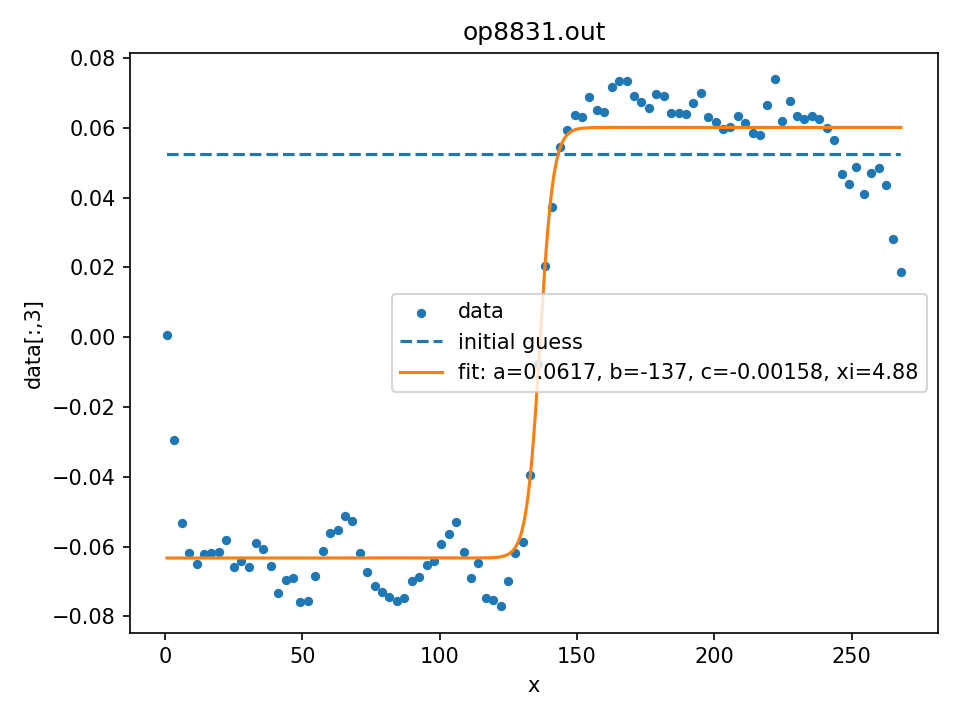 op8831.out
0.08
0.06
0.04
0.02
0.00
−0.02
−0.04
−0.06
−0.08
data[:,3]
data
initial guess
fit: a=0.0617, b=-137, c=-0.00158, xi=4.88
0 50 100 150 200 250
x